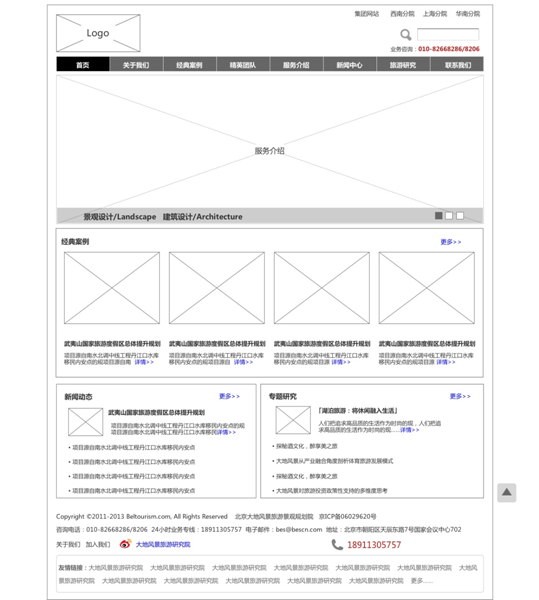 集团网站 西南分院 上海分院 华南分院
Logo
业务咨询：010-82668286/8206
首页 关于我们 经典案例 精英团队 服务介绍 新闻中心 旅游研究 联系我们
服务介绍
景观设计/Landscape 建筑设计/Architecture
经典案例 更多>>
武夷山国家旅游度假区总体提升规划 武夷山国家旅游度假区总体提升规划 武夷山国家旅游度假区总体提升规划 武夷山国家旅游度假区总体提升规划
项目源自南水北调中线工程丹江口水库 项目源自南水北调中线工程丹江口水库 项目源自南水北调中线工程丹江口水库 项目源自南水北调中线工程丹江口水库
移民内安点的规项目源自南 详情>> 移民内安点的规项目源自 详情>> 移民内安点的规项目源 详情>> 移民内安点的规项目源 详情>>
新闻动态 更多>>
武夷山国家旅游度假区总体提升规划
项目源自南水北调中线工程丹江口水库移民内安点的规
项目源自南水北调中线工程丹江口水库移民内安点的规详情>>
• 项目源自南水北调中线工程丹江口水库移民内安点
• 项目源自南水北调中线工程丹江口水库移民内安点
• 项目源自南水北调中线工程丹江口水库移民内安点
• 项目源自南水北调中线工程丹江口水库移民内安点
专题研究 更多>>
「湖泊旅游：将休闲融入生活」
人们把追求高品质的生活作为时尚的规，人们把追
求高品质的生活作为时尚的规.....详情>>
• 探秘酒文化，醉享美之旅
• 大地风景从产业融合角度剖析体育旅游发展模式
• 探秘酒文化，醉享美之旅
• 大地风景对旅游投资政策性支持的多维度思考
Copyright ©2011-2013 Beltourism.com, All Rights Reserved 北京大地风景旅游景观规划院 京ICP备06029620号
咨询电话：010-82668286/8206 24小时业务专线：18911305757 电子邮件：bes@bescn.com 地址：北京市朝阳区天辰东路7号国家会议中心702
关于我们 加入我们 大地风景旅游研究院 18911305757
友情链接：大地风景旅游研究院 大地风景旅游研究院 大地风景旅游研究院 大地风景旅游研究院 大地风景旅游研究院 大地风景旅游研究院 大地
风景旅游研究院 大地风景旅游研究院 大地风景旅游研究院 大地风景旅游研究院 大地风景旅游研究院 更多......